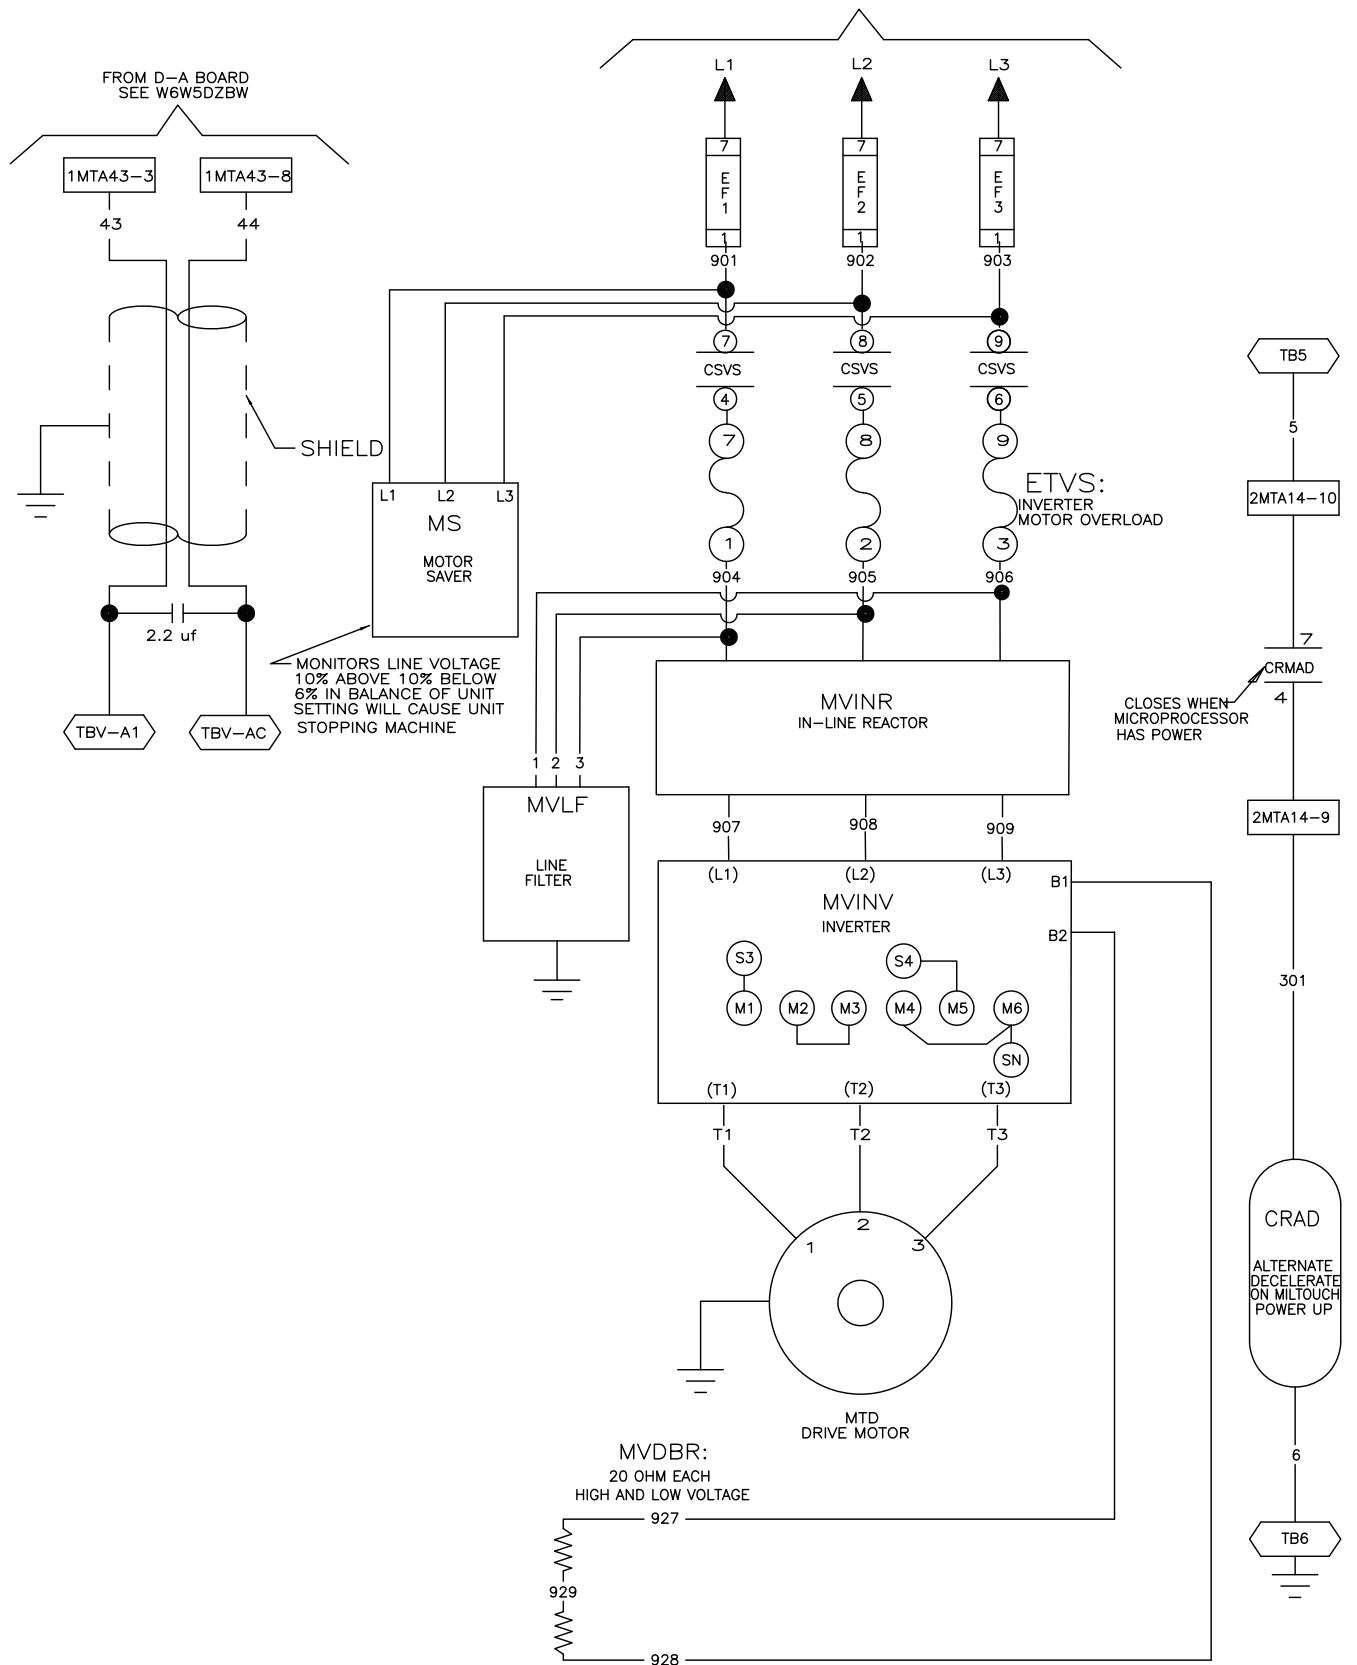 FROM D-A BOARD
SEE W6W5DZBW
1MTA43-3
1MTA43-8
43
44
SHIELD
2.2 uf
TBV-A1
TBV-AC
L1
L2
L3
7
7
7
EF1
EF2
EF3
1
1
1
901
902
903
7
8
9
CSVS
CSVS
CSVS
4
5
6
7
8
9
ETVS:
INVERTER
MOTOR OVERLOAD
1
2
3
904
905
906
L1
L2
L3
MS
MOTOR
SAVER
MONITORS LINE VOLTAGE
10% ABOVE 10% BELOW
6% IN BALANCE OF UNIT
SETTING WILL CAUSE UNIT
STOPPING MACHINE
MVINR
IN-LINE REACTOR
1
2
3
MVLF
LINE
FILTER
907
908
909
(L1)
(L2)
(L3)
B1
MVINV
INVERTER
B2
S3
S4
M1
M2
M3
M4
M5
M6
SN
(T1)
(T2)
(T3)
T1
T2
T3
1
2
3
MTD
DRIVE MOTOR
MVDBR:
20 OHM EACH
HIGH AND LOW VOLTAGE
927
929
928
TB5
5
2MTA14-10
7
CRMAD
4
CLOSES WHEN
MICROPROCESSOR
HAS POWER
2MTA14-9
301
CRAD
ALTERNATE
DECELERATE
ON MILTOUCH
POWER UP
6
TB6